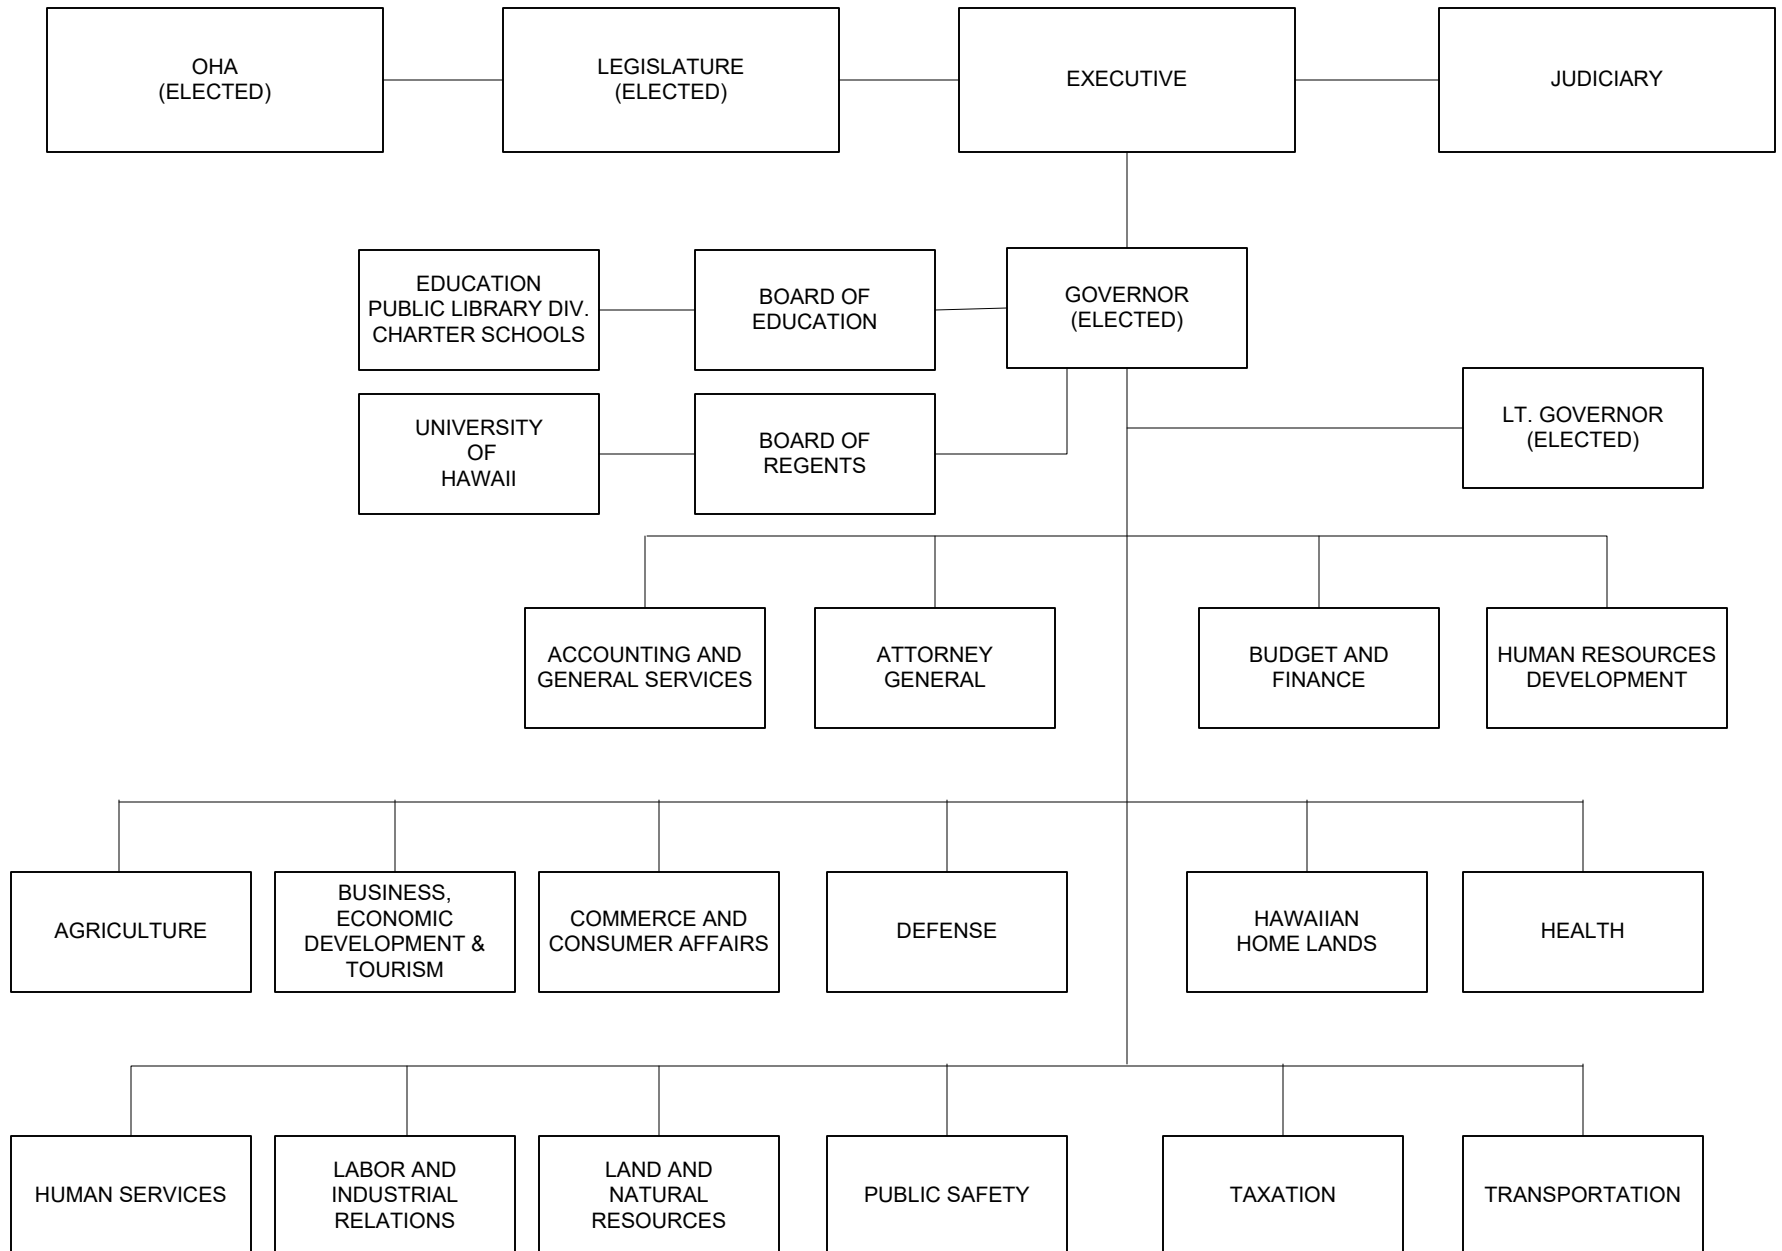 OHA
(ELECTED)
LEGISLATURE
(ELECTED)
EXECUTIVE
JUDICIARY
EDUCATION
PUBLIC LIBRARY DIV.
CHARTER SCHOOLS
BOARD OF
EDUCATION
GOVERNOR
(ELECTED)
UNIVERSITY
OF
HAWAII
BOARD OF
REGENTS
LT. GOVERNOR
(ELECTED)
ACCOUNTING AND
GENERAL SERVICES
ATTORNEY
GENERAL
BUDGET AND
FINANCE
HUMAN RESOURCES
DEVELOPMENT
AGRICULTURE
BUSINESS,
ECONOMIC
DEVELOPMENT &
TOURISM
COMMERCE AND
CONSUMER AFFAIRS
DEFENSE
HAWAIIAN
HOME LANDS
HEALTH
HUMAN SERVICES
LABOR AND
INDUSTRIAL
RELATIONS
LAND AND
NATURAL
RESOURCES
PUBLIC SAFETY
TAXATION
TRANSPORTATION